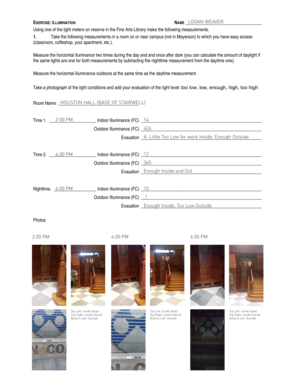 EXERCISE: ILLUMINATION NAME LOGAN WEAVER
Using one of the light meters on reserve in the Fine Arts Library make the following measurements.
1. Take the following measurements in a room on or near campus (not in Meyerson) to which you have easy access
(classroom, coffeeshop, your apartment, etc.).
Measure the horizontal illuminance two times during the day and end once after dark (you can calculate the amount of daylight if
the same lights are one for both measurements by subtracting the nighttime measurement from the daytime one).
Measure the horizontal illuminance outdoors at the same time as the daytime measurement.
Take a photograph of the light conditions and add your evaluation of the light level: too low, low, enough, high, too high
Room Name: HOUSTON HALL (BASE OF STAIRWELL)
Time 1. 2:00 PM Indoor illuminance (FC) 14
Outdoor Illuminance (FC) 626
Evaluation A Little Too Low for work Inside, Enough Outside
Time 2. 4:00 PM Indoor illuminance (FC) 12
Outdoor Illuminance (FC) 365
Evaluation Enough Inside and Out
Nighttime. 6:00 PM Indoor illuminance (FC) 10
Outdoor Illuminance (FC) .1
Evaluation Enough Inside, Too Low Outside
Photos
2:00 PM 4:00 PM 6:00 PM